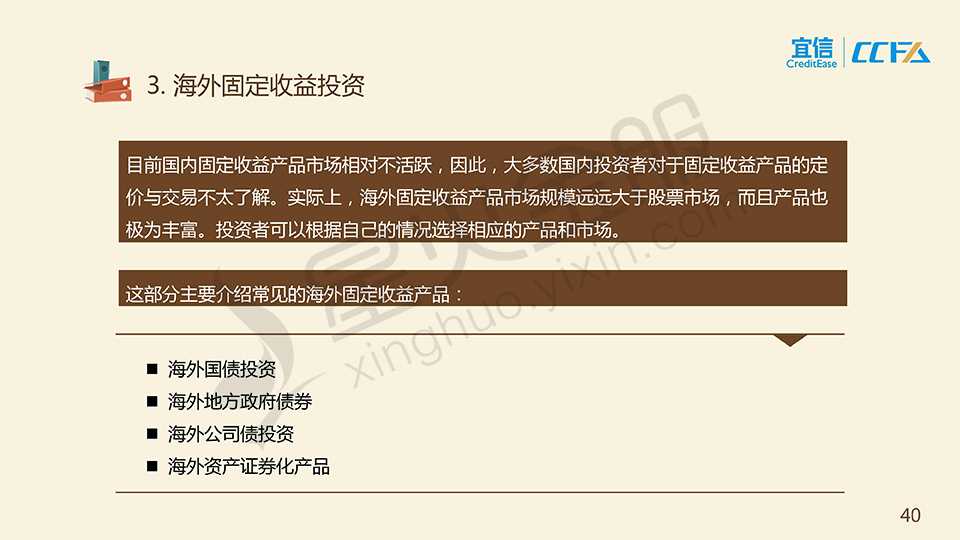 宜信
CreditEase
CCFA
3. 海外固定收益投资
目前国内固定收益产品市场相对不活跃，因此，大多数国内投资者对于固定收益产品的定
价与交易不太了解。实际上，海外固定收益产品市场规模远远大于股票市场，而且产品也
极为丰富。投资者可以根据自己的情况选择相应的产品和市场。
这部分主要介绍常见的海外固定收益产品：
■ 海外国债投资
■ 海外地方政府债券
■ 海外公司债投资
■ 海外资产证券化产品
xinghuo.yixin.com
40